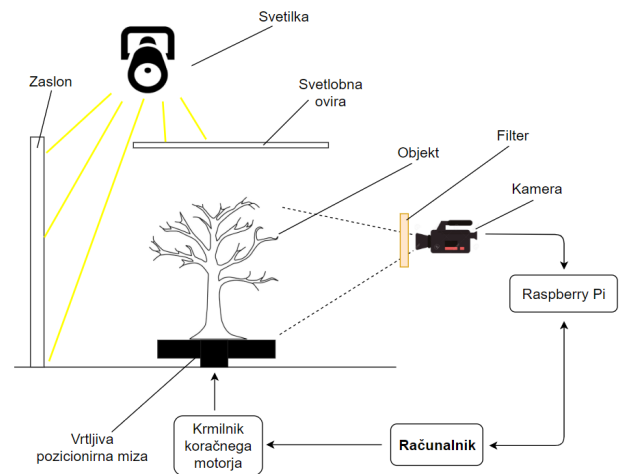 Svetilka
Zaslon
Svetlobna
ovira
Objekt
Filter
Kamera
Raspberry Pi
Vrtljiva
pozicionirna miza
Krmilnik
koračnega
motorja
Računalnik